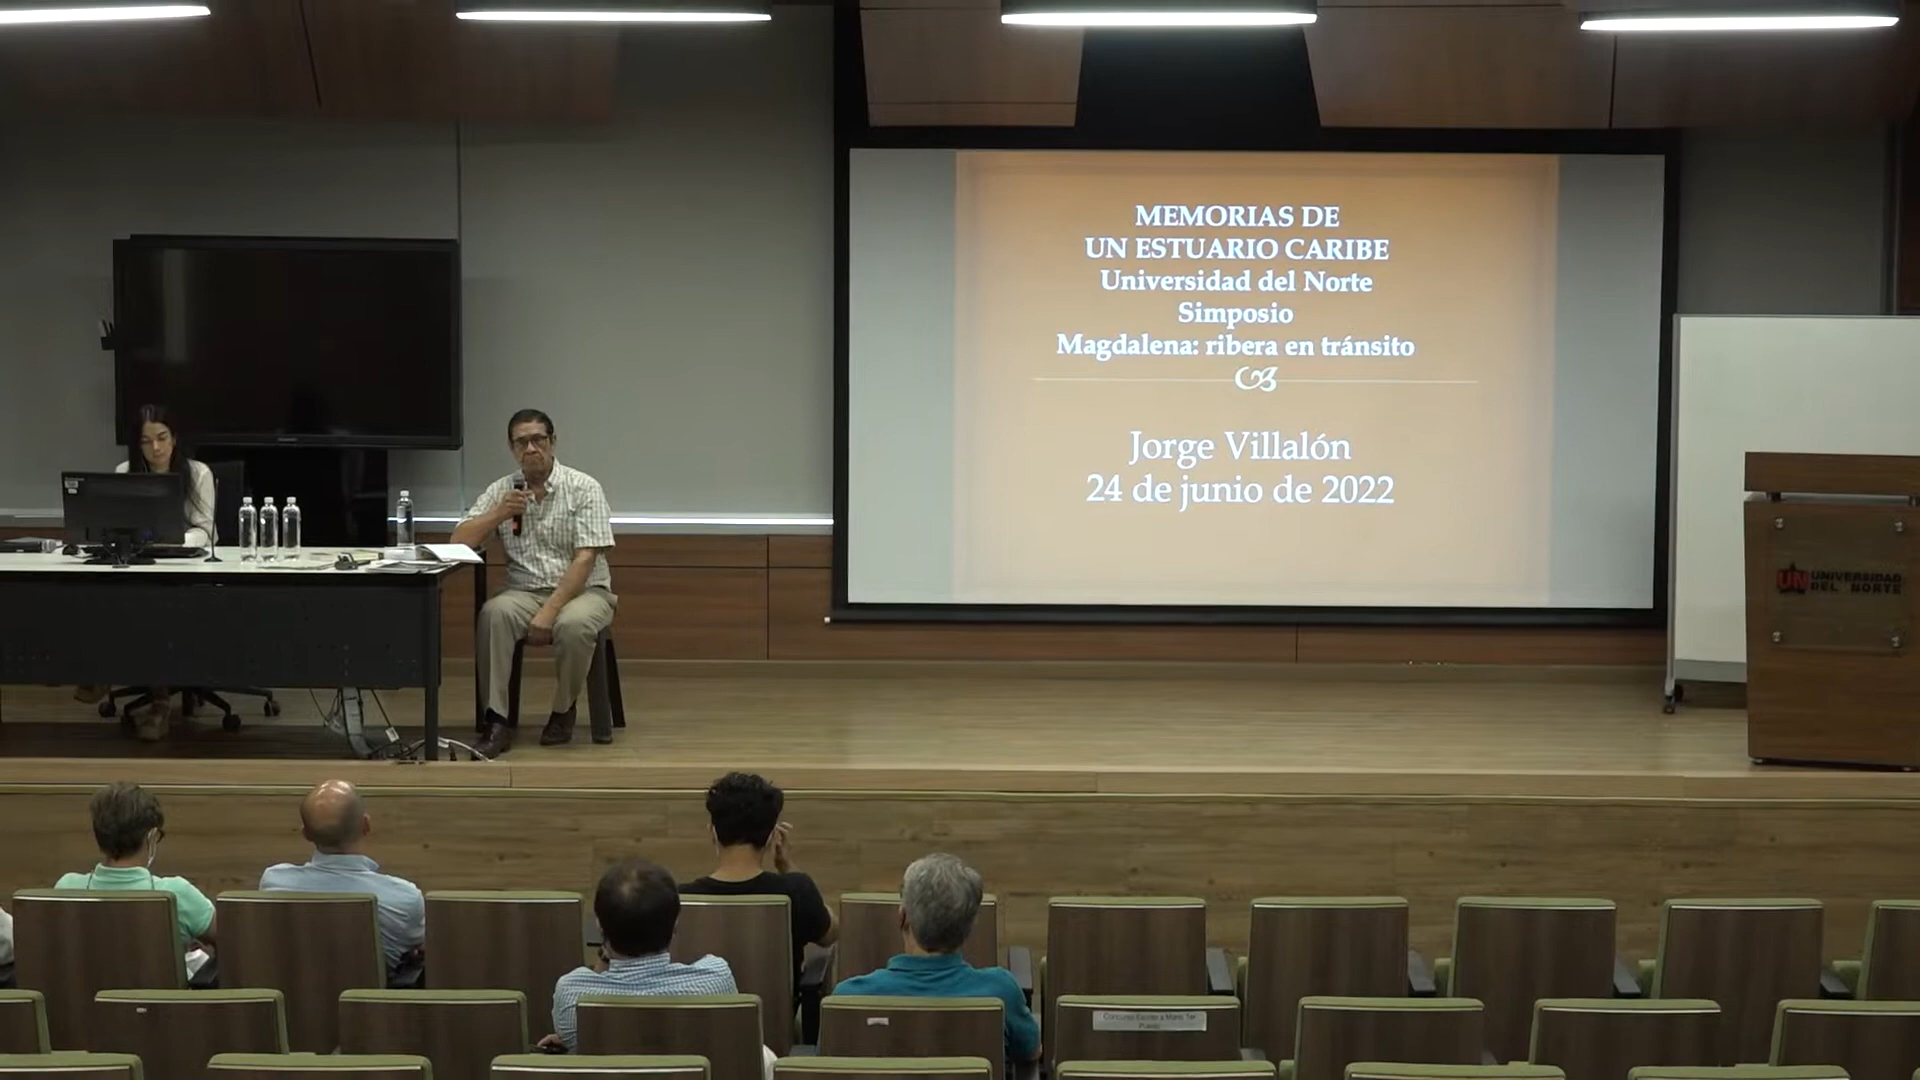 MEMORIAS DE
UN ESTUARIO CARIBE
Universidad del Norte
Simposio
Magdalena: ribera en tránsito
Jorge Villalón
24 de junio de 2022
UN UNIVERSIDAD
DEL NORTE